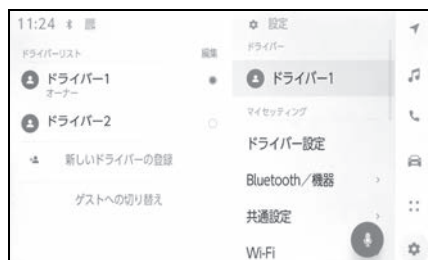 11:24
ドライバーリスト
編集
ドライバー1
オーナー
ドライバー2
新しいドライバーの登録
ゲストへの切り替え
設定
ドライバー
ドライバー1
マイセッティング
ドライバー設定
Bluetooth／機器
共通設定
Wi-Fi